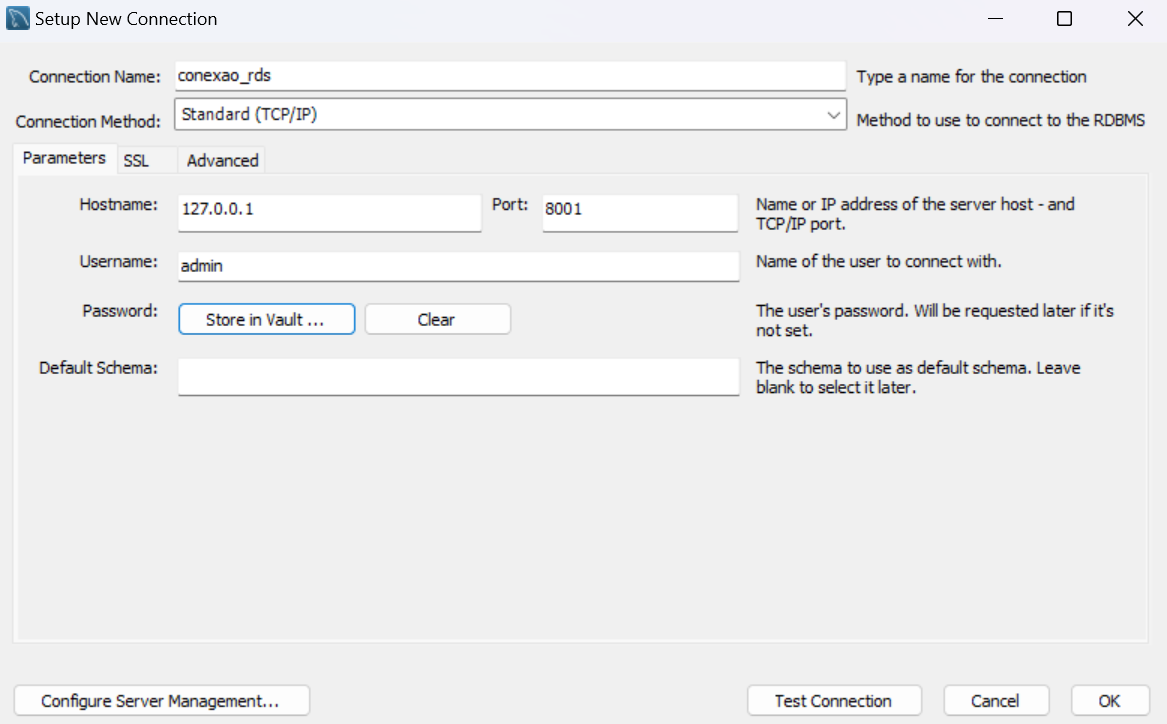 Setup New Connection
Connection Name: conexao_rds Type a name for the connection
Connection Method: Standard (TCP/IP) Method to use to connect to the RDBMS
Parameters SSL Advanced
Hostname: 127.0.0.1 Port: 8001 Name or IP address of the server host - and
TCP/IP port.
Username: admin Name of the user to connect with.
Password: Store in Vault ... Clear The user's password. Will be requested later if it's
not set.
Default Schema: The schema to use as default schema. Leave
blank to select it later.
Configure Server Management... Test Connection Cancel OK